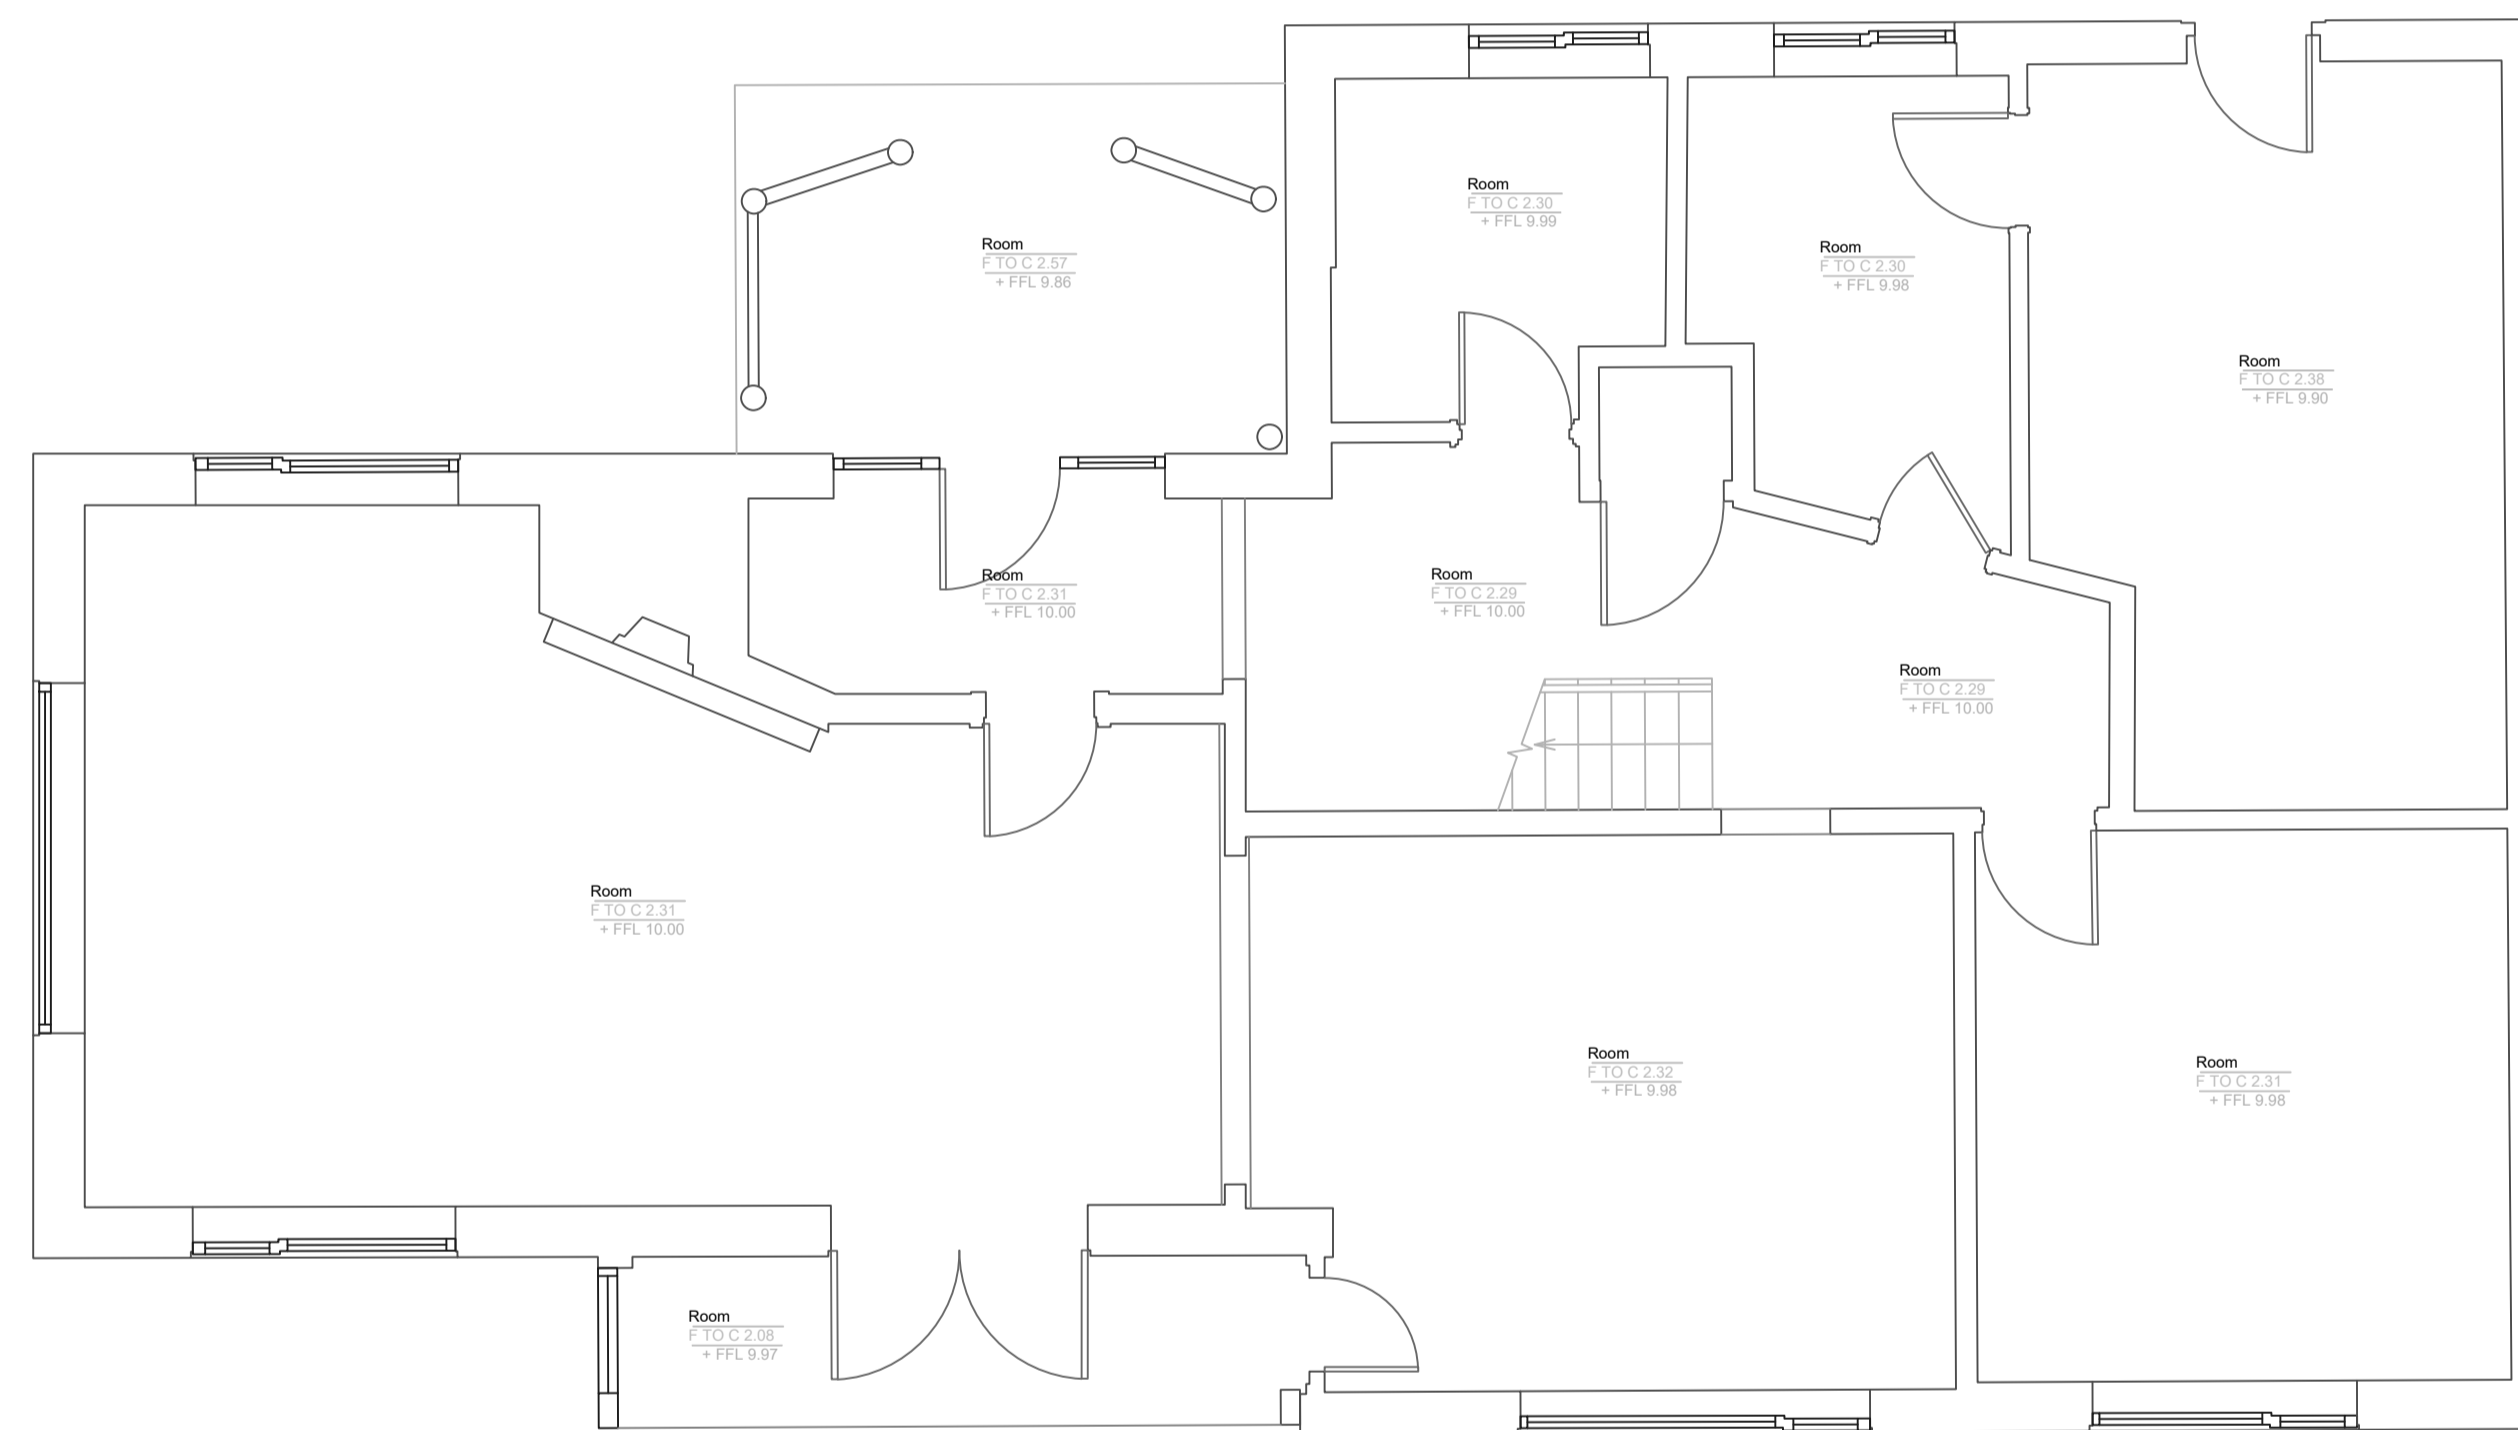 Room
F TO C 2.30
+ FFL 9.99
Room
F TO C 2.57
+ FFL 9.86
Room
F TO C 2.30
+ FFL 9.98
Room
F TO C 2.38
+ FFL 9.90
Room
F TO C 2.31
+ FFL 10.00
Room
F TO C 2.29
+ FFL 10.00
Room
F TO C 2.29
+ FFL 10.00
Room
F TO C 2.31
+ FFL 10.00
Room
F TO C 2.32
+ FFL 9.98
Room
F TO C 2.31
+ FFL 9.98
Room
F TO C 2.08
+ FFL 9.97